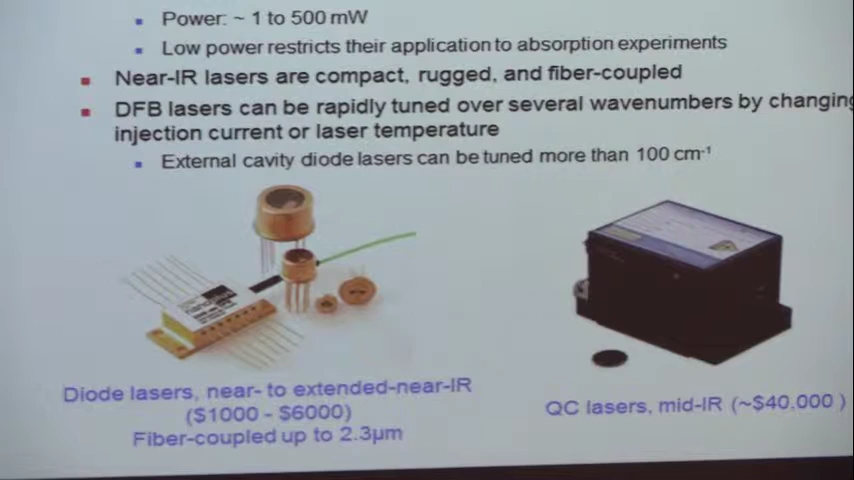 Power: ~ 1 to 500 mW
Low power restricts their application to absorption experiments
Near-IR lasers are compact, rugged, and fiber-coupled
DFB lasers can be rapidly tuned over several wavenumbers by changing
injection current or laser temperature
External cavity diode lasers can be tuned more than 100 cm⁻¹
Diode lasers, near- to extended-near-IR
($1000 - $6000)
Fiber-coupled up to 2.3µm
QC lasers, mid-IR (~$40,000 )